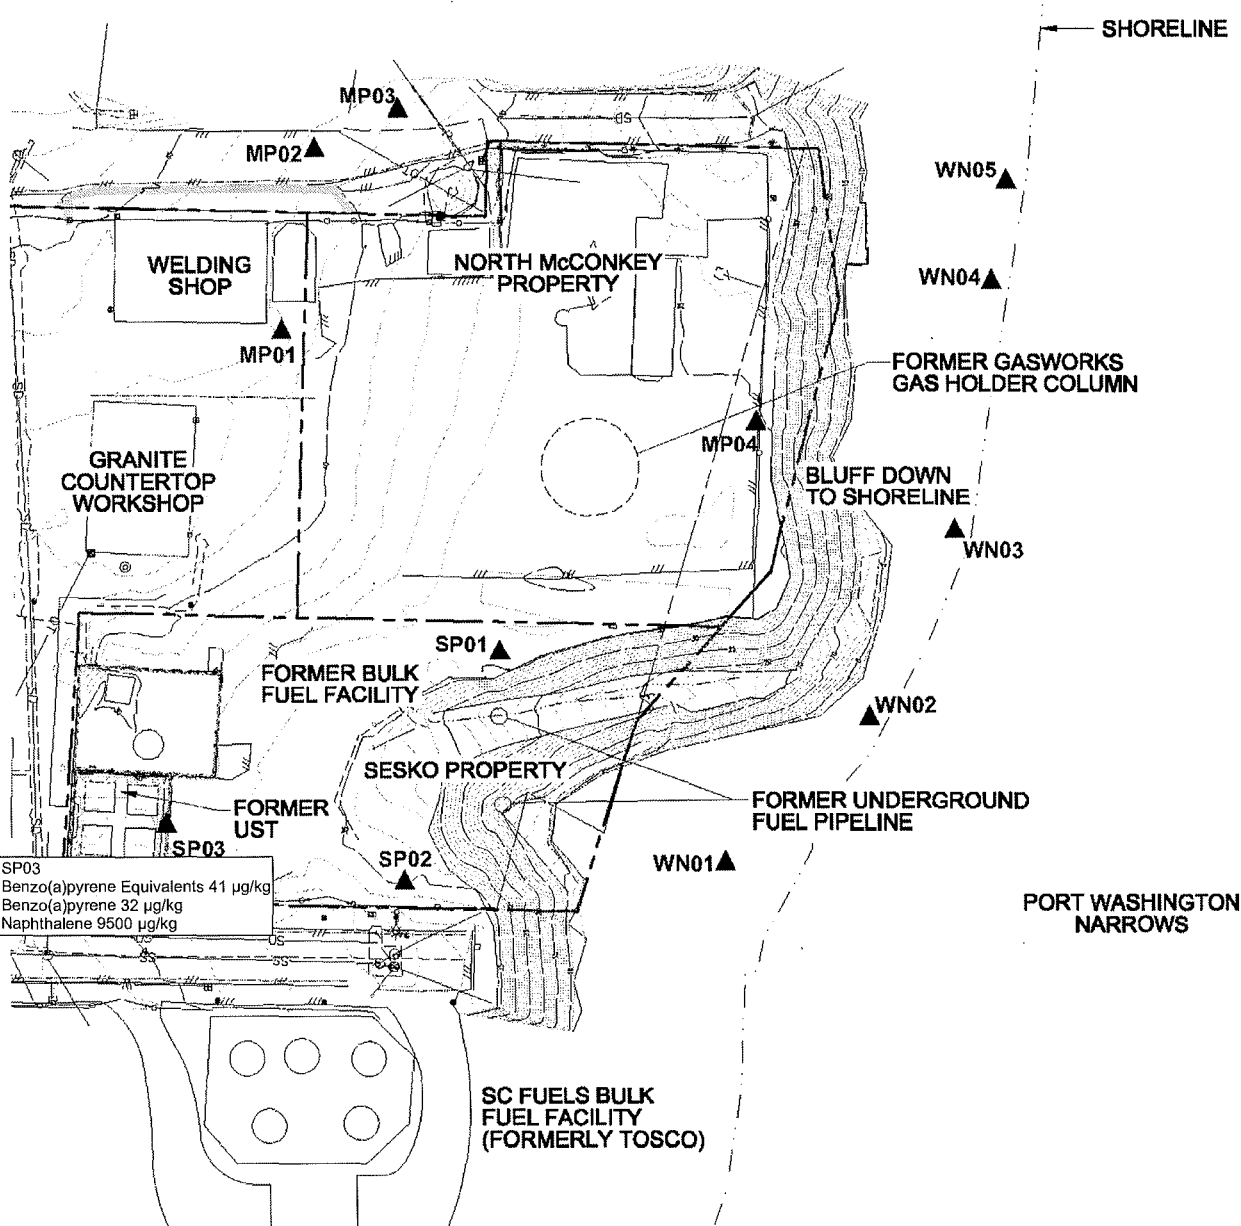 SHORELINE
MP03
MP02
WN05
WELDING
SHOP
NORTH McCONKEY
PROPERTY
WN04
MP01
FORMER GASWORKS
GAS HOLDER COLUMN
MP04
GRANITE
COUNTERTOP
WORKSHOP
BLUFF DOWN
TO SHORELINE
WN03
SP01
FORMER BULK
FUEL FACILITY
WN02
SESKO PROPERTY
FORMER
UST
FORMER UNDERGROUND
FUEL PIPELINE
SP03
SP02
WN01
SP03
Benzo(a)pyrene Equivalents 41 µg/kg
Benzo(a)pyrene 32 µg/kg
Naphthalene 9500 µg/kg
PORT WASHINGTON
NARROWS
SD
SS
SS
SC FUELS BULK
FUEL FACILITY
(FORMERLY TOSCO)